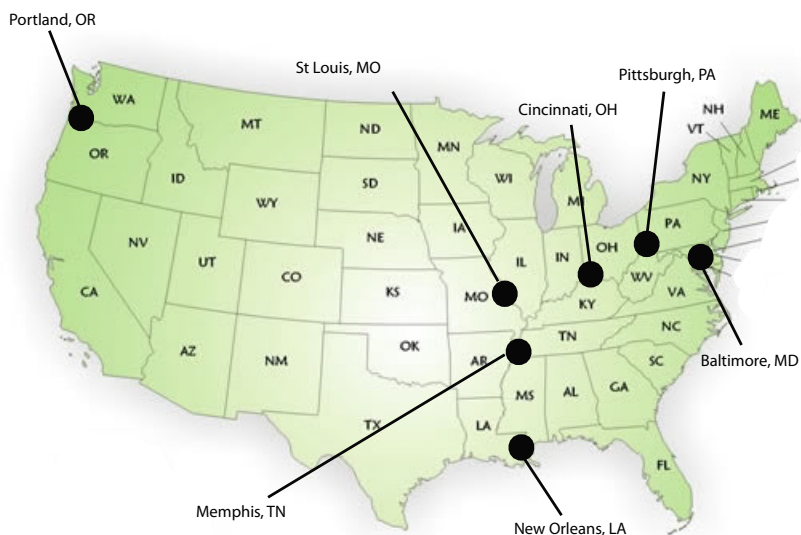 Portland, OR
St Louis, MO
Pittsburgh, PA
Cincinnati, OH
NH
VT
ME
WA
MT
ND
MN
OR
ID
SD
WI
MI
NY
WY
IA
PA
NE
NV
IL
IN
OH
UT
CO
WV
CA
KS
MO
VA
KY
NC
OK
TN
AZ
NM
AR
SC
Baltimore, MD
MS
AL
GA
TX
LA
FL
Memphis, TN
New Orleans, LA